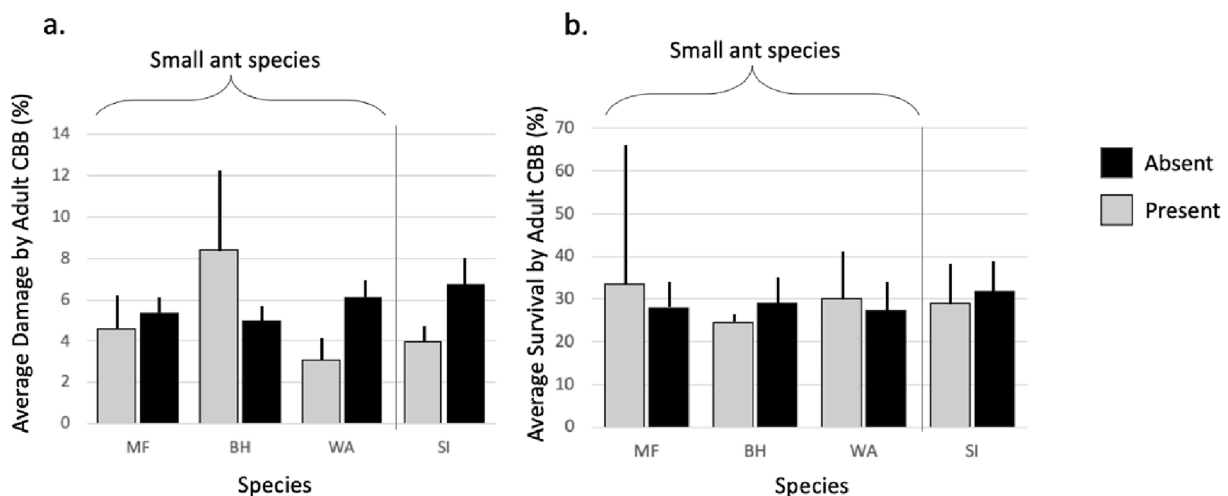 a.
Small ant species
Average Damage by Adult CBB (%)
14
12
10
8
6
4
2
0
MF BH WA SI
Species
b.
Small ant species
Average Survival by Adult CBB (%)
70
60
50
40
30
20
10
0
MF BH WA SI
Species
Absent
Present